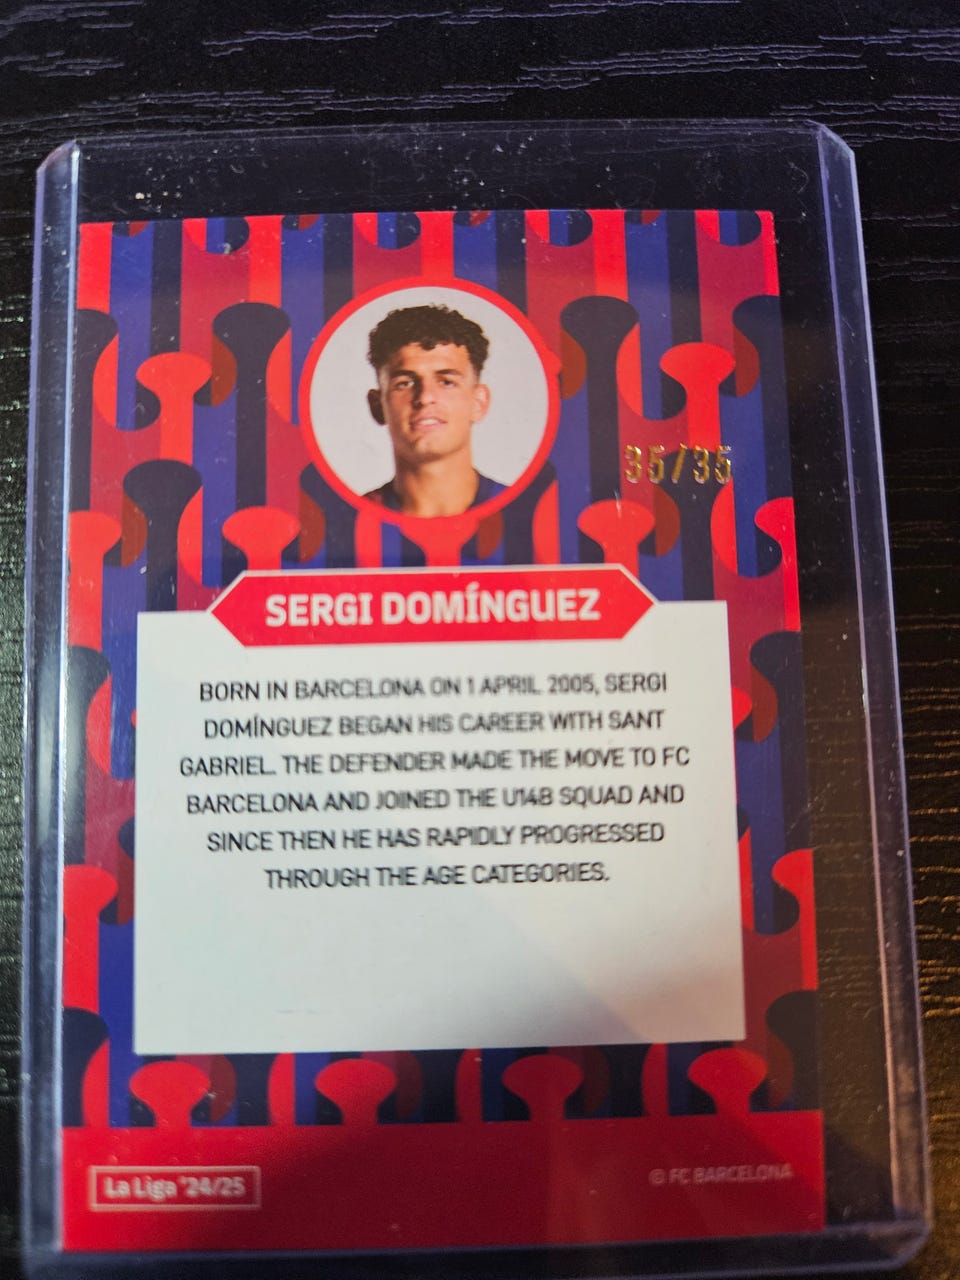 35/35
SERGI DOMÍNGUEZ
BORN IN BARCELONA ON 1 APRIL 2005, SERGI
DOMÍNGUEZ BEGAN HIS CAREER WITH SANT
GABRIEL. THE DEFENDER MADE THE MOVE TO FC
BARCELONA AND JOINED THE U14B SQUAD AND
SINCE THEN HE HAS RAPIDLY PROGRESSED
THROUGH THE AGE CATEGORIES.
La Liga '24/25
© FC BARCELONA